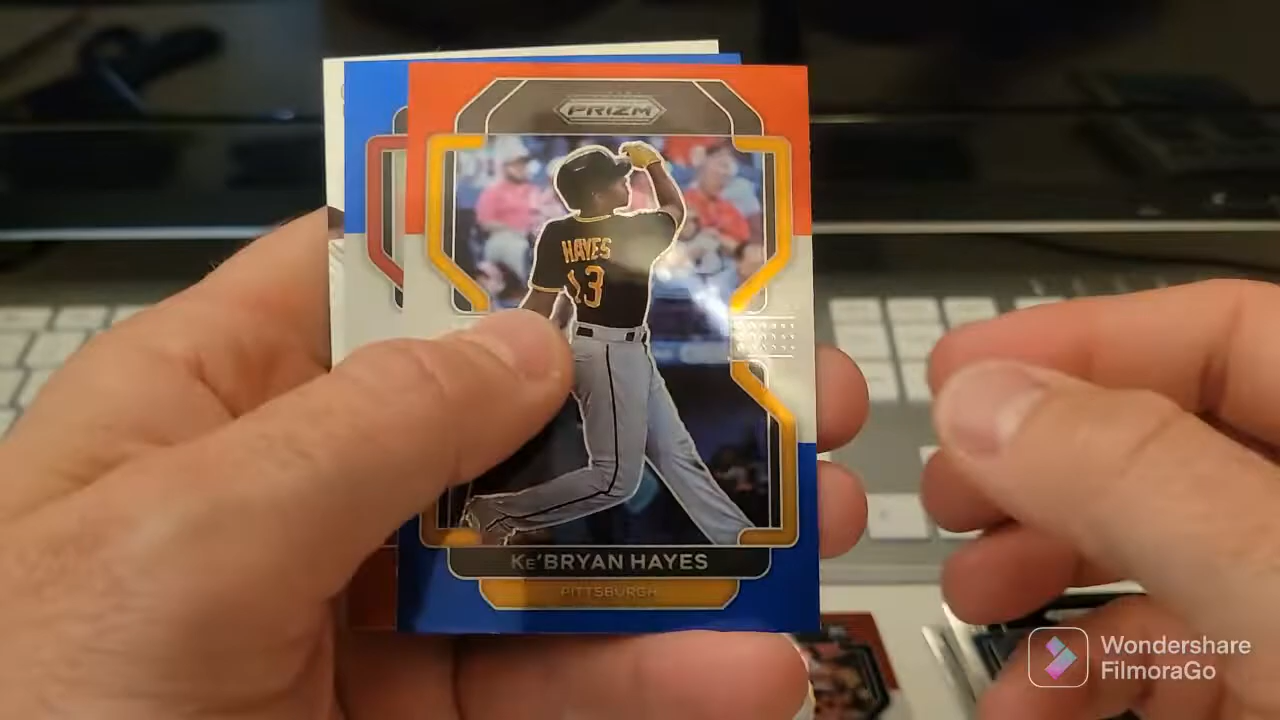 PRIZM
HAYES
13
Ke'BRYAN HAYES
PITTSBURGH
Wondershare
FilmoraGo